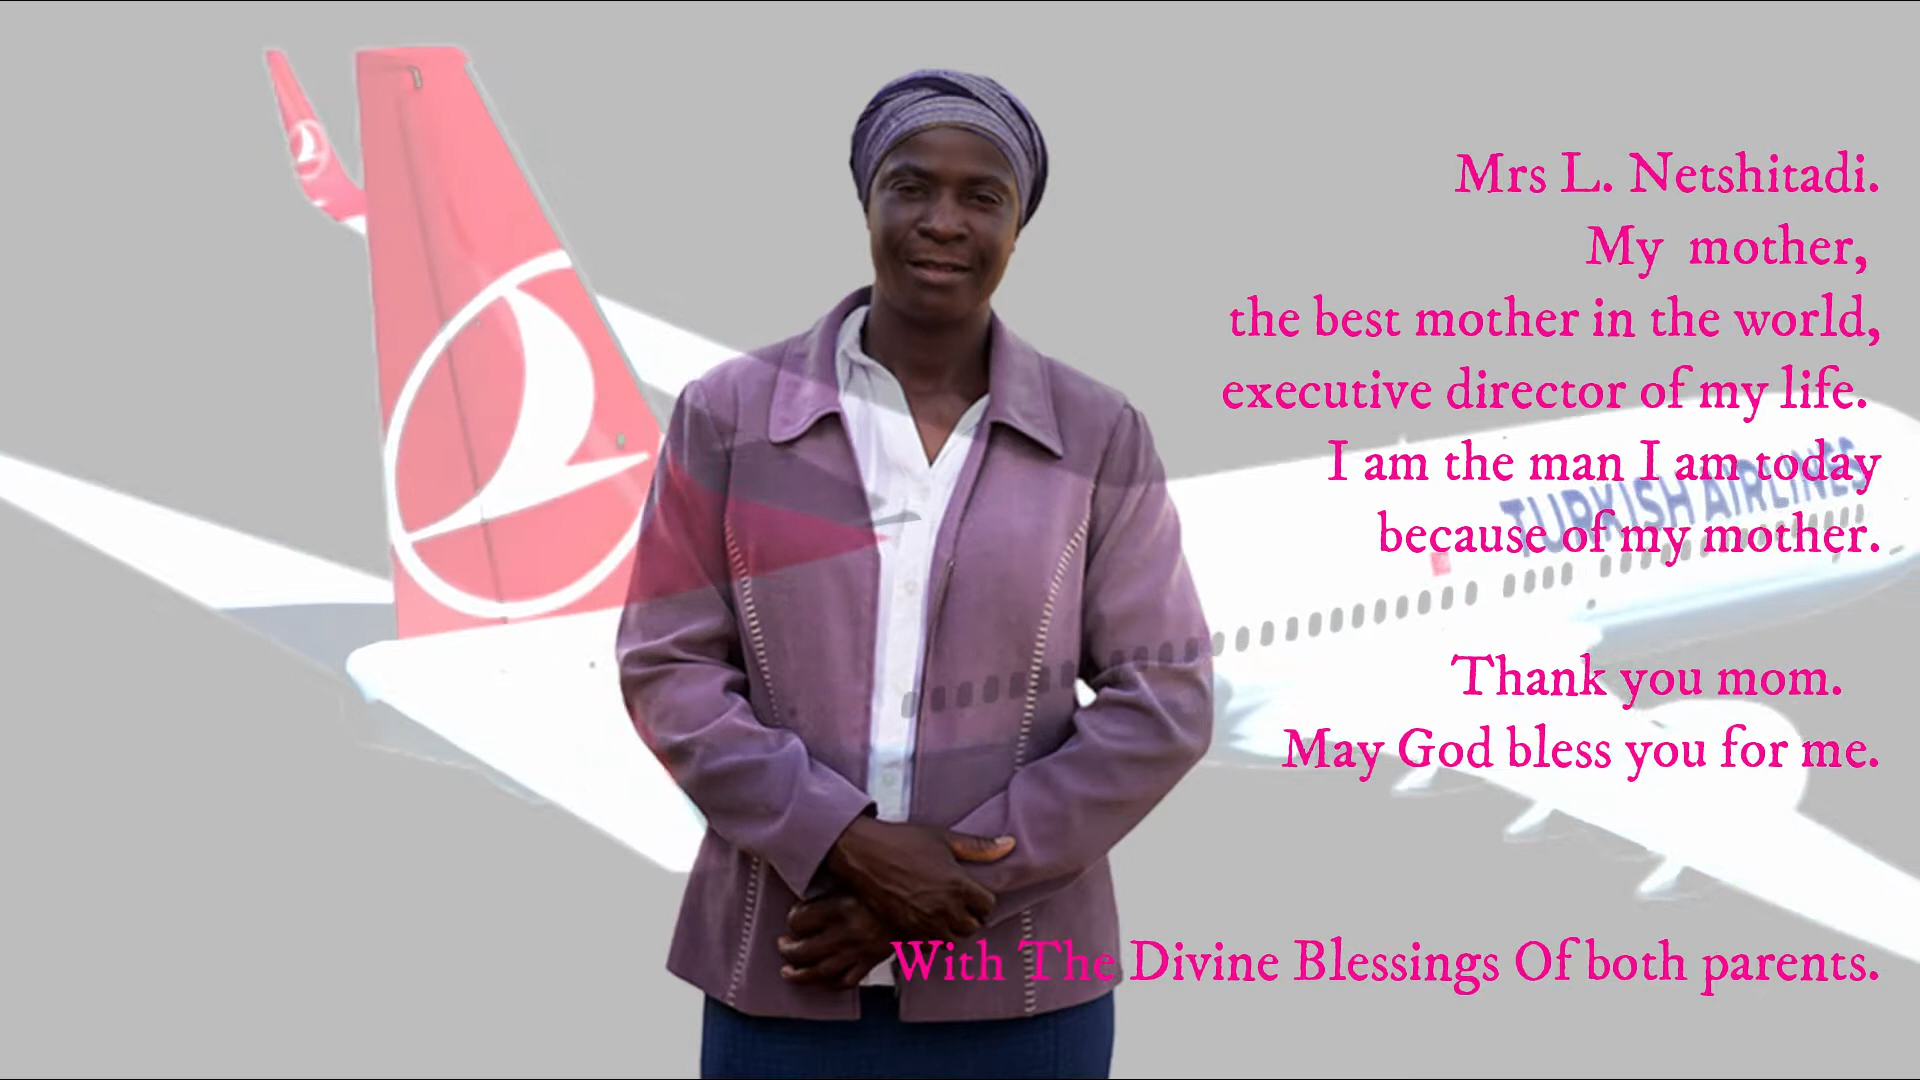 Mrs L. Netshitadi.
My mother,
the best mother in the world,
executive director of my life.
I am the man I am today
because of my mother.
TURKISH AIRLINES
Thank you mom.
May God bless you for me.
With The Divine Blessings Of both parents.